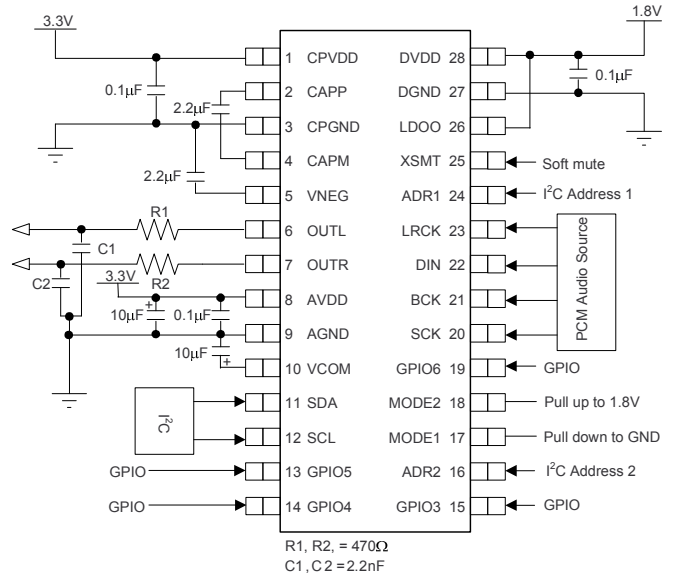 3.3V
1.8V
1 CPVDD
DVDD 28
0.1μF
0.1μF
2 CAPP
DGND 27
2.2μF
3 CPGND
LDOO 26
4 CAPM
XSMT 25
Soft mute
2.2μF
5 VNEG
ADR1 24
I²C Address 1
R1
6 OUTL
LRCK 23
C1
7 OUTR
DIN 22
C2
3.3V
R2
PCM Audio Source
8 AVDD
BCK 21
10μF
0.1μF
9 AGND
SCK 20
10μF
10 VCOM
GPIO6 19
GPIO
I²C
11 SDA
MODE2 18
Pull up to 1.8V
12 SCL
MODE1 17
Pull down to GND
GPIO
13 GPIO5
ADR2 16
I²C Address 2
GPIO
14 GPIO4
GPIO3 15
GPIO
R1, R2, = 470Ω
C1, C2 =2.2nF